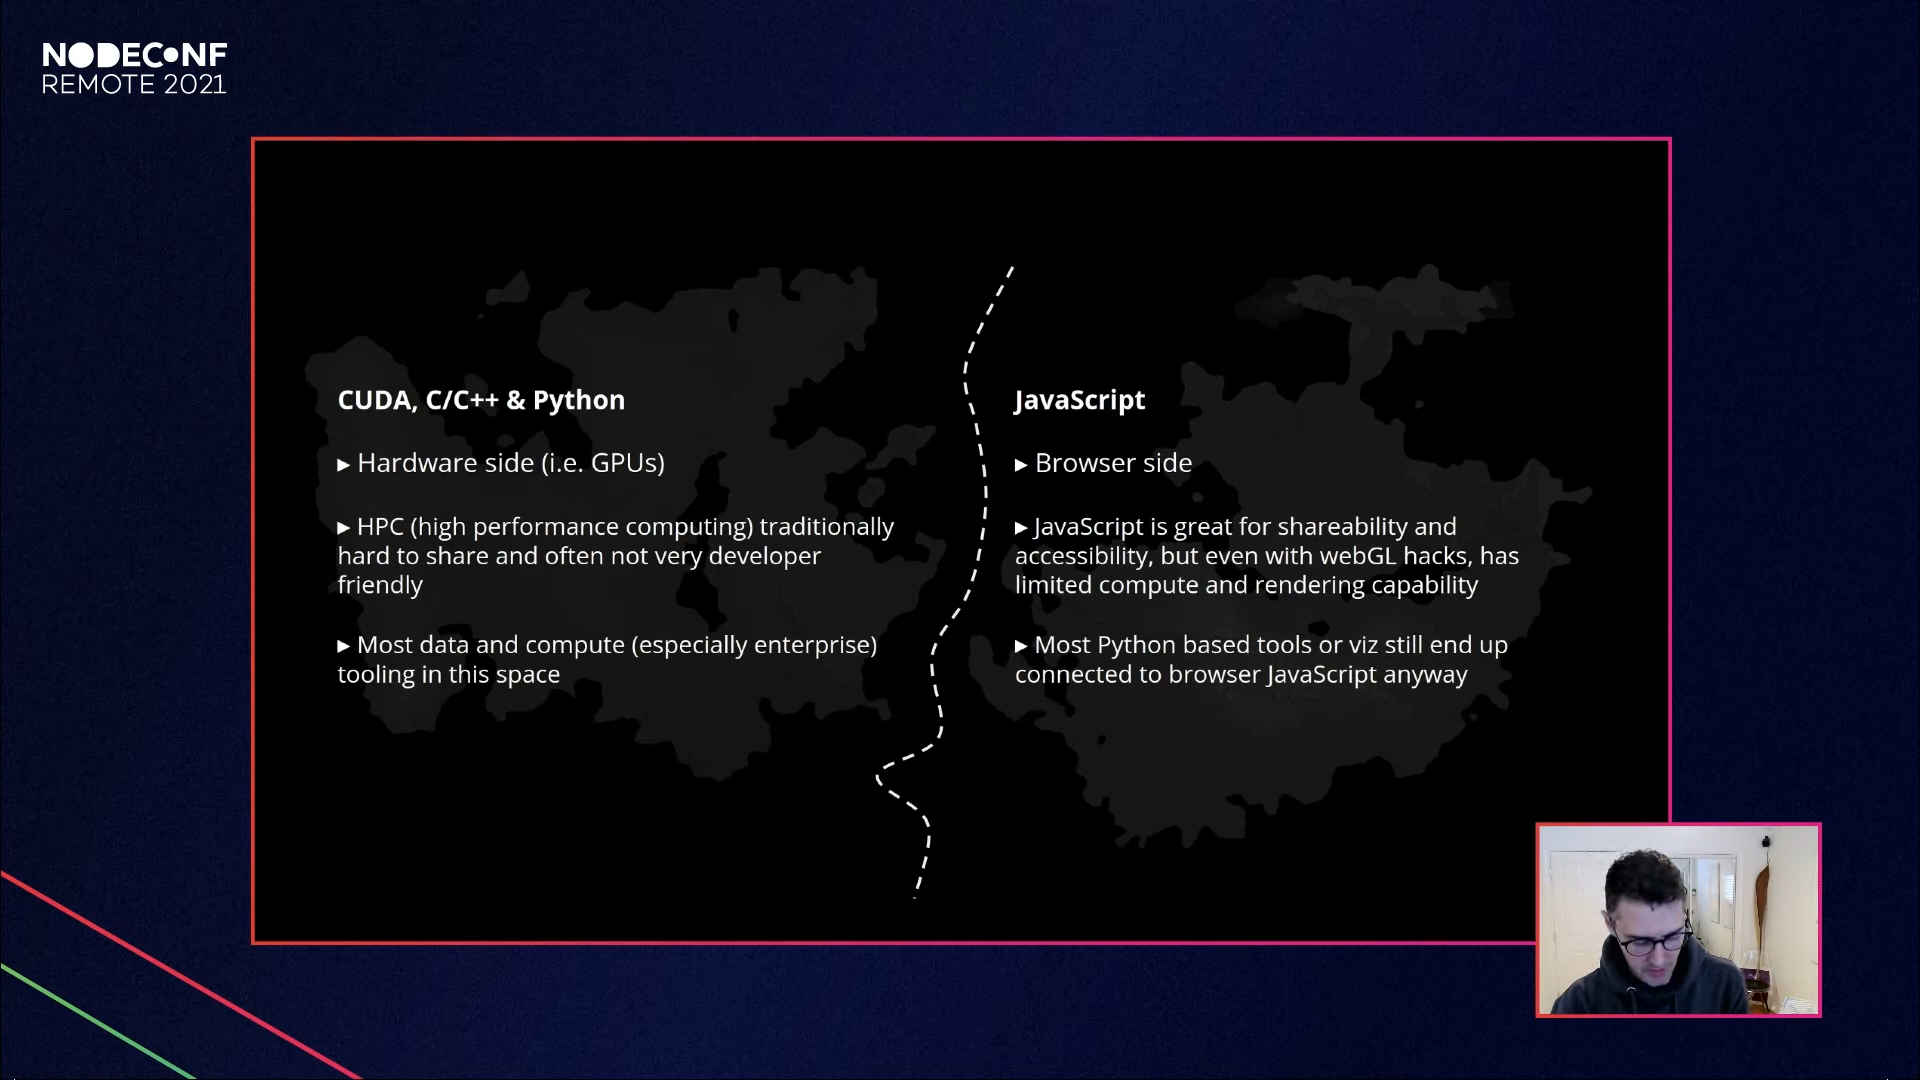 NODECONF
REMOTE 2021
CUDA, C/C++ & Python
▸ Hardware side (i.e. GPUs)
▸ HPC (high performance computing) traditionally
hard to share and often not very developer
friendly
▸ Most data and compute (especially enterprise)
tooling in this space
JavaScript
▸ Browser side
▸ JavaScript is great for shareability and
accessibility, but even with webGL hacks, has
limited compute and rendering capability
▸ Most Python based tools or viz still end up
connected to browser JavaScript anyway